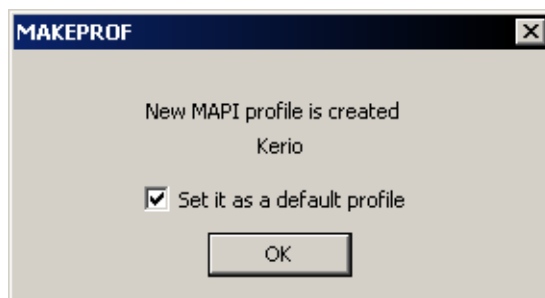 MAKEPROF
New MAPI profile is created
Kerio
Set it as a default profile
OK